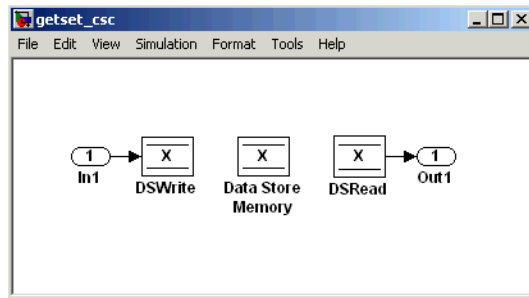 getset_csc
File Edit View Simulation Format Tools Help
1 X X X 1
In1 DSWrite Data Store Memory DSRead Out1